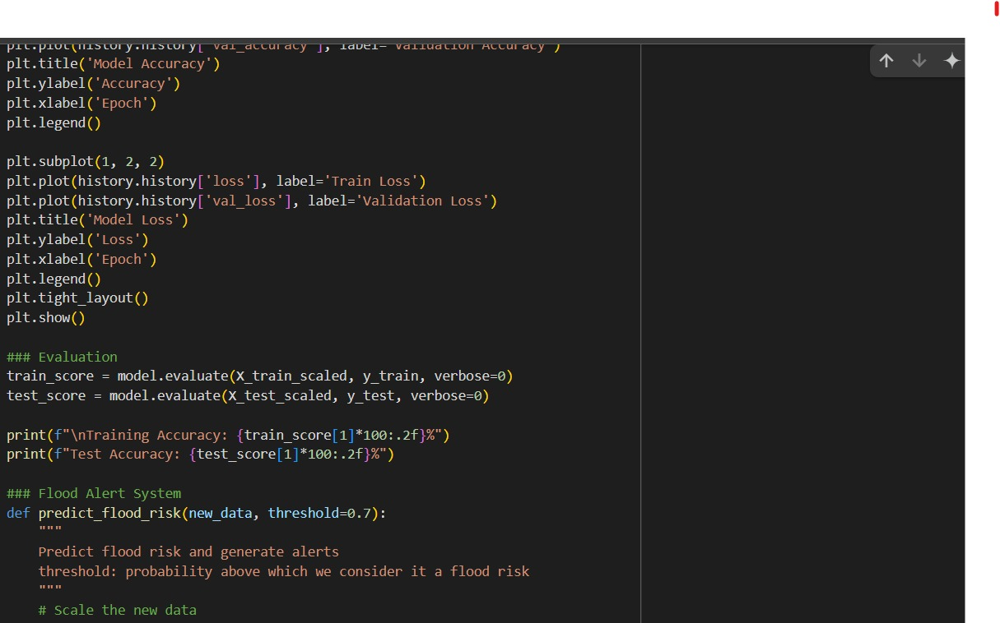 plt.plot(history.history['val_accuracy'], label='Validation Accuracy')
plt.title('Model Accuracy')
plt.ylabel('Accuracy')
plt.xlabel('Epoch')
plt.legend()

plt.subplot(1, 2, 2)
plt.plot(history.history['loss'], label='Train Loss')
plt.plot(history.history['val_loss'], label='Validation Loss')
plt.title('Model Loss')
plt.ylabel('Loss')
plt.xlabel('Epoch')
plt.legend()
plt.tight_layout()
plt.show()

### Evaluation
train_score = model.evaluate(X_train_scaled, y_train, verbose=0)
test_score = model.evaluate(X_test_scaled, y_test, verbose=0)

print(f"\nTraining Accuracy: {train_score[1]*100:.2f}%")
print(f"Test Accuracy: {test_score[1]*100:.2f}%")

### Flood Alert System
def predict_flood_risk(new_data, threshold=0.7):
    """
    Predict flood risk and generate alerts
    threshold: probability above which we consider it a flood risk
    """
    # Scale the new data